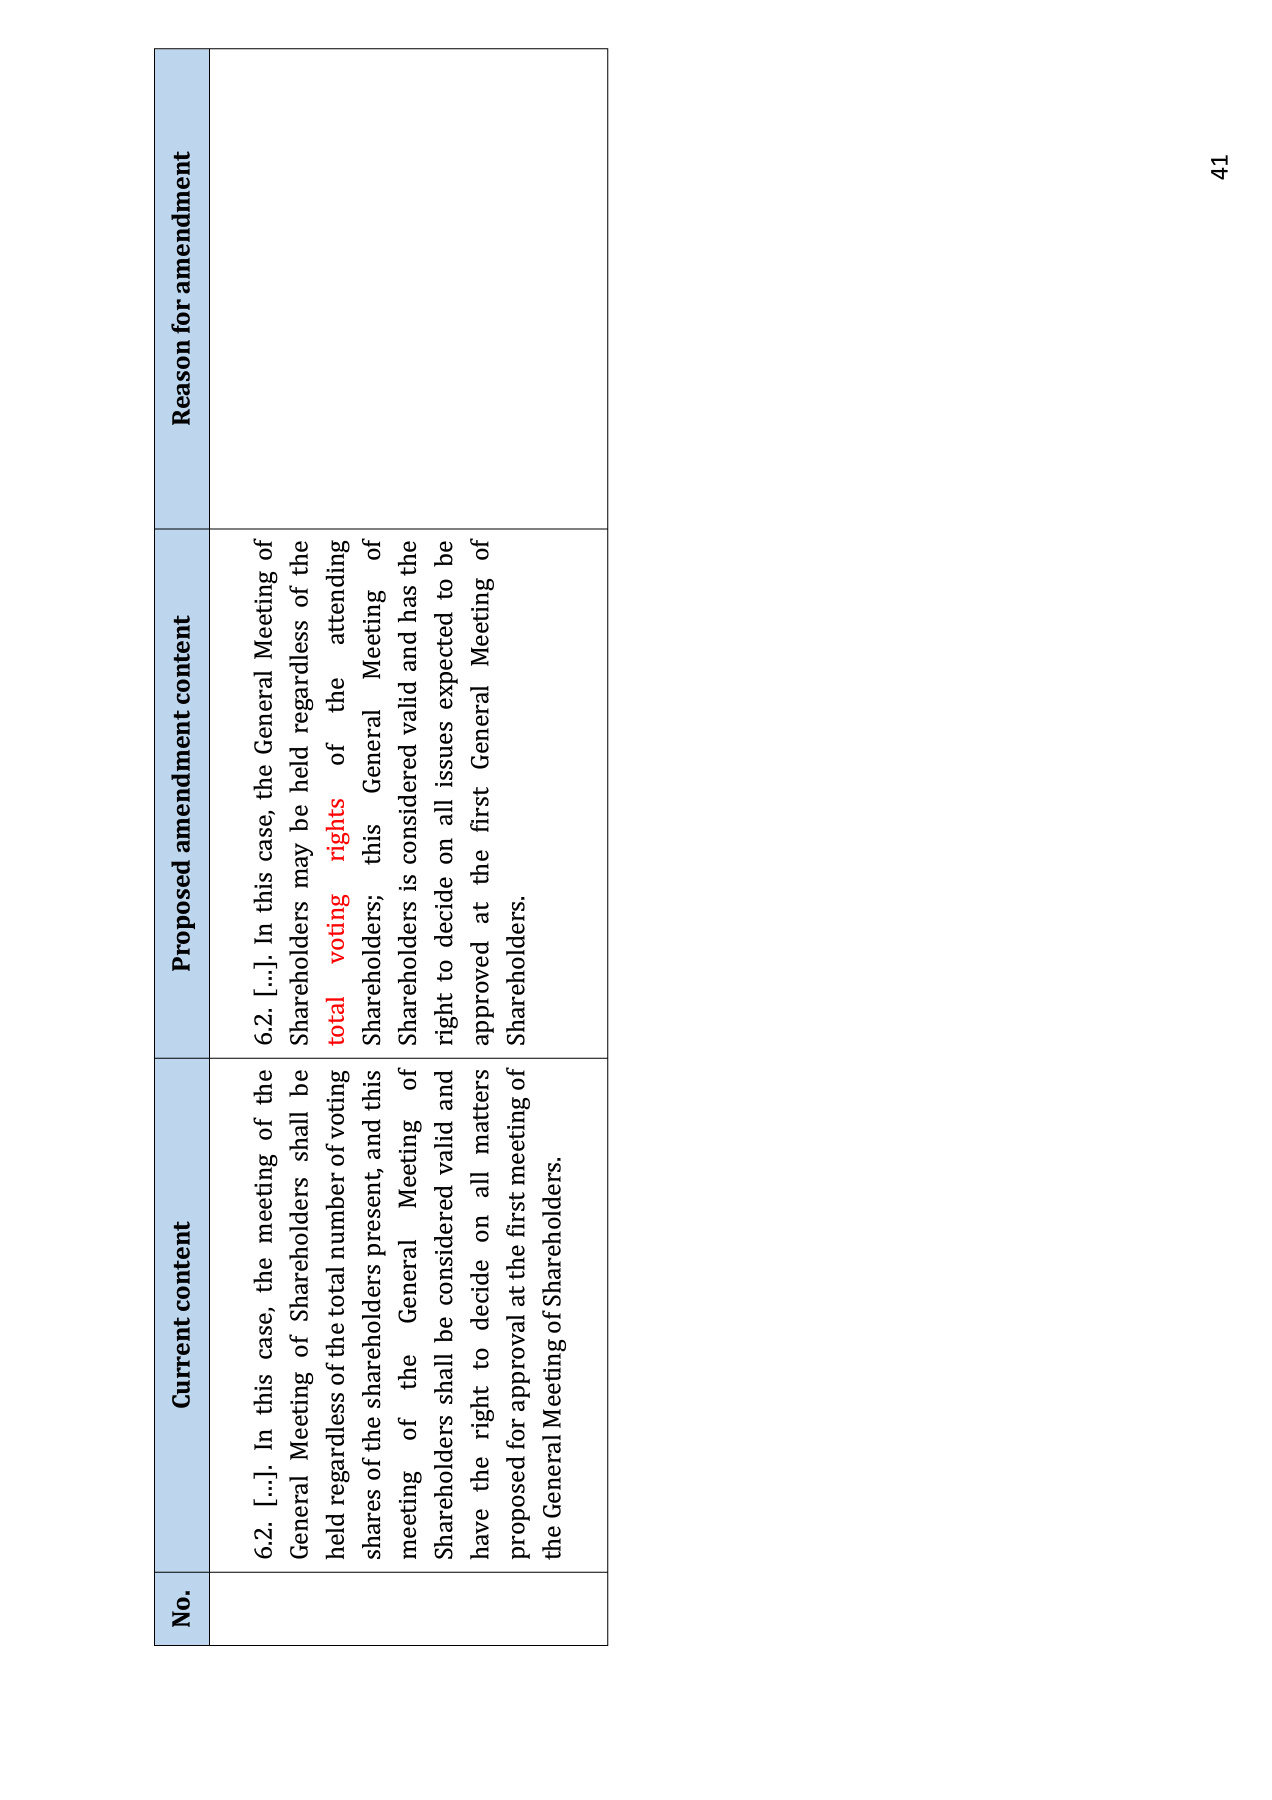 No.
Current content
Proposed amendment content
Reason for amendment
6.2. [...]. In this case, the meeting of the
General Meeting of Shareholders shall be
held regardless of the total number of voting
shares of the shareholders present, and this
meeting of the General Meeting of
Shareholders shall be considered valid and
have the right to decide on all matters
proposed for approval at the first meeting of
the General Meeting of Shareholders.
6.2. [...]. In this case, the General Meeting of
Shareholders may be held regardless of the
total voting rights of the attending
Shareholders; this General Meeting of
Shareholders is considered valid and has the
right to decide on all issues expected to be
approved at the first General Meeting of
Shareholders.
41